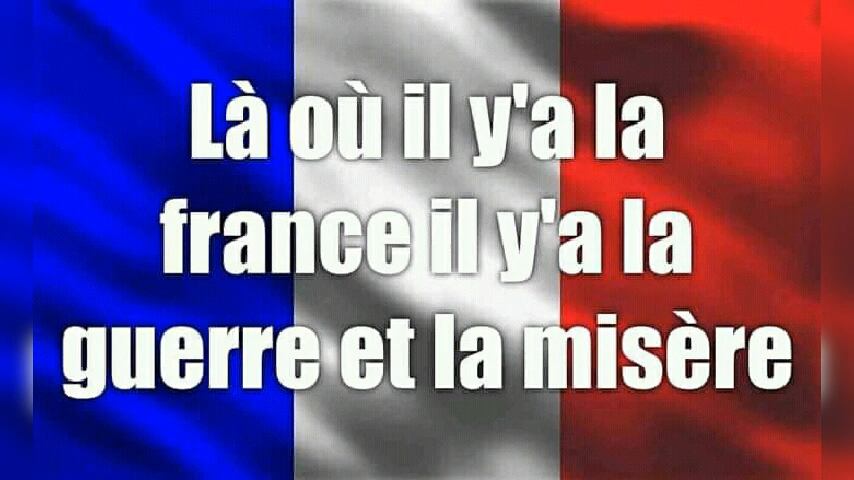 Là où il y'a la
france il y'a la
guerre et la misère